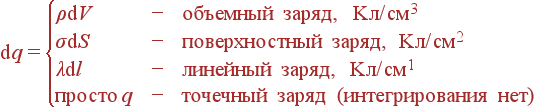 ρdV – объемный заряд, Кл/см³
σdS – поверхностный заряд, Кл/см²
dq = λdl – линейный заряд, Кл/см¹
просто q – точечный заряд (интегрирования нет)